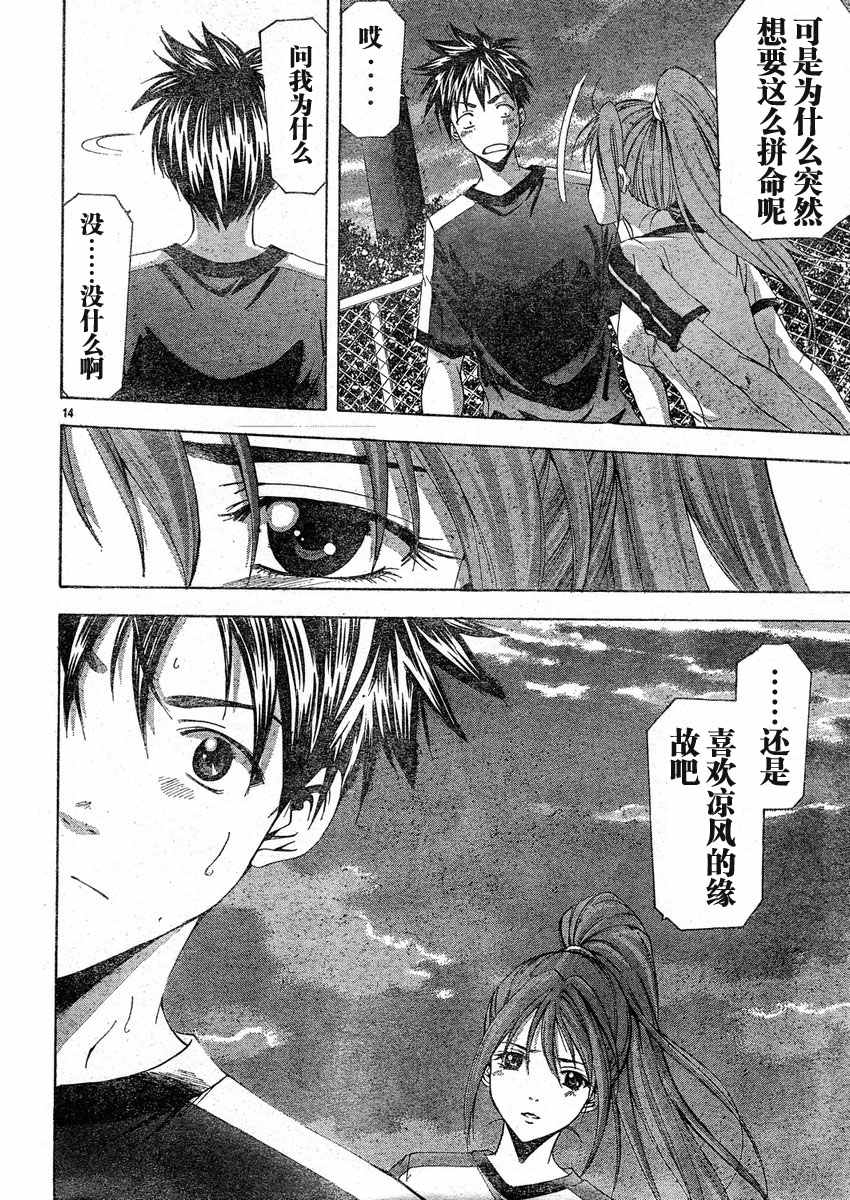 可是为什么突然
想要这么拼命呢
哎....
问我为什么
没……没什么啊
14
……还是
喜欢凉风的缘
故吧